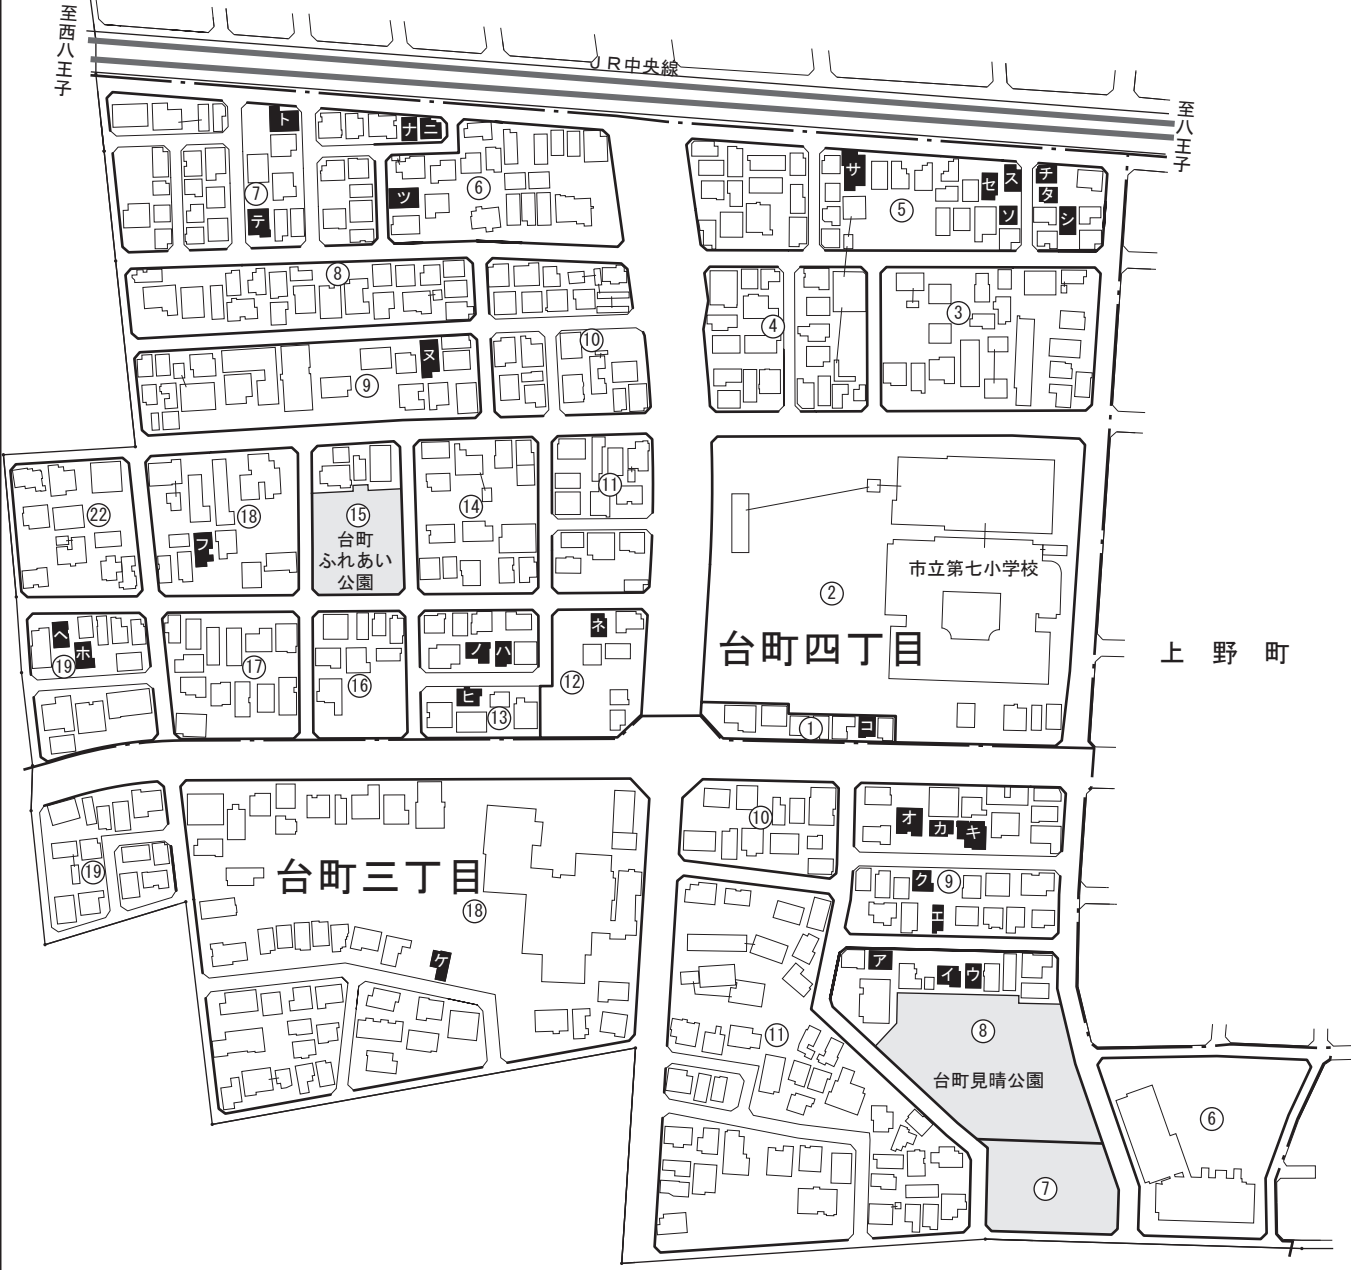 至西八王子
JR中央線
至八王子
ト
ナ
ニ
ツ
⑥
⑦
テ
サ
セ
ス
ソ
⑤
チ
タ
シ
⑧
⑩
④
③
⑨
ヌ
⑪
⑭
⑮
台町
ふれあい
公園
⑱
㉒
フ
②
市立第七小学校
台町四丁目
上野町
ヘ
ホ
⑲
⑰
⑯
ノ
ハ
ヒ
⑬
⑫
ネ
①
コ
⑩
オ
カ
キ
ク
⑨
エ
⑲
台町三丁目
⑱
ケ
ア
イ
ウ
⑪
⑧
台町見晴公園
⑥
⑦